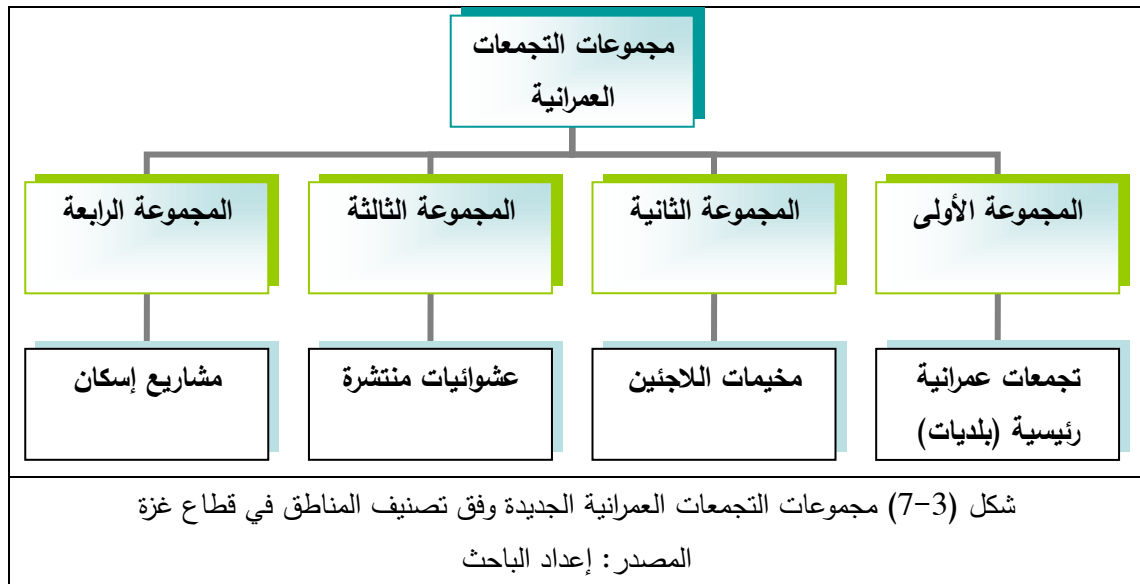 مجموعات التجمعات
العمرانية
المجموعة الأولى
المجموعة الثانية
المجموعة الثالثة
المجموعة الرابعة
تجمعات عمرانية
رئيسية (بلديات)
مخيمات اللاجئين
عشوائيات منتشرة
مشاريع إسكان
شكل (3-7) مجموعات التجمعات العمرانية الجديدة وفق تصنيف المناطق في قطاع غزة
المصدر: إعداد الباحث